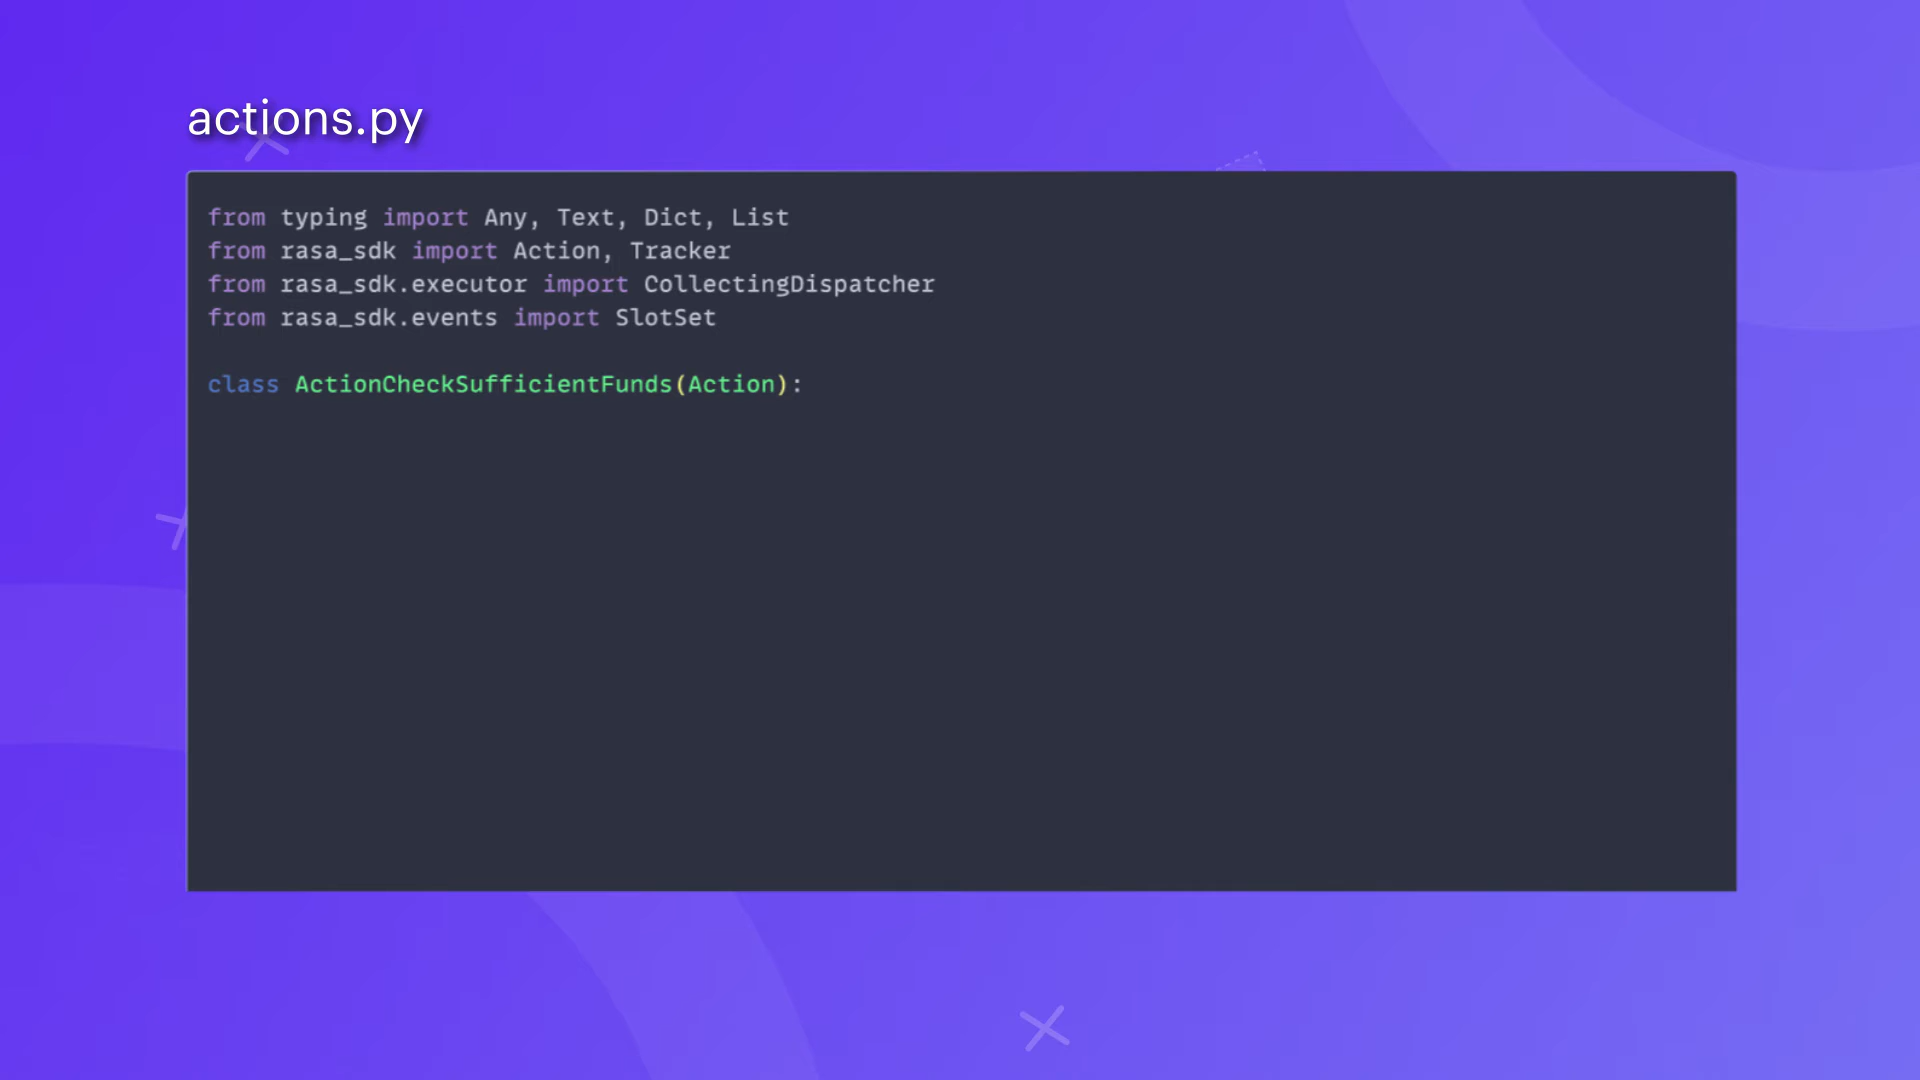 actions.py
from typing import Any, Text, Dict, List
from rasa_sdk import Action, Tracker
from rasa_sdk.executor import CollectingDispatcher
from rasa_sdk.events import SlotSet
class ActionCheckSufficientFunds(Action):